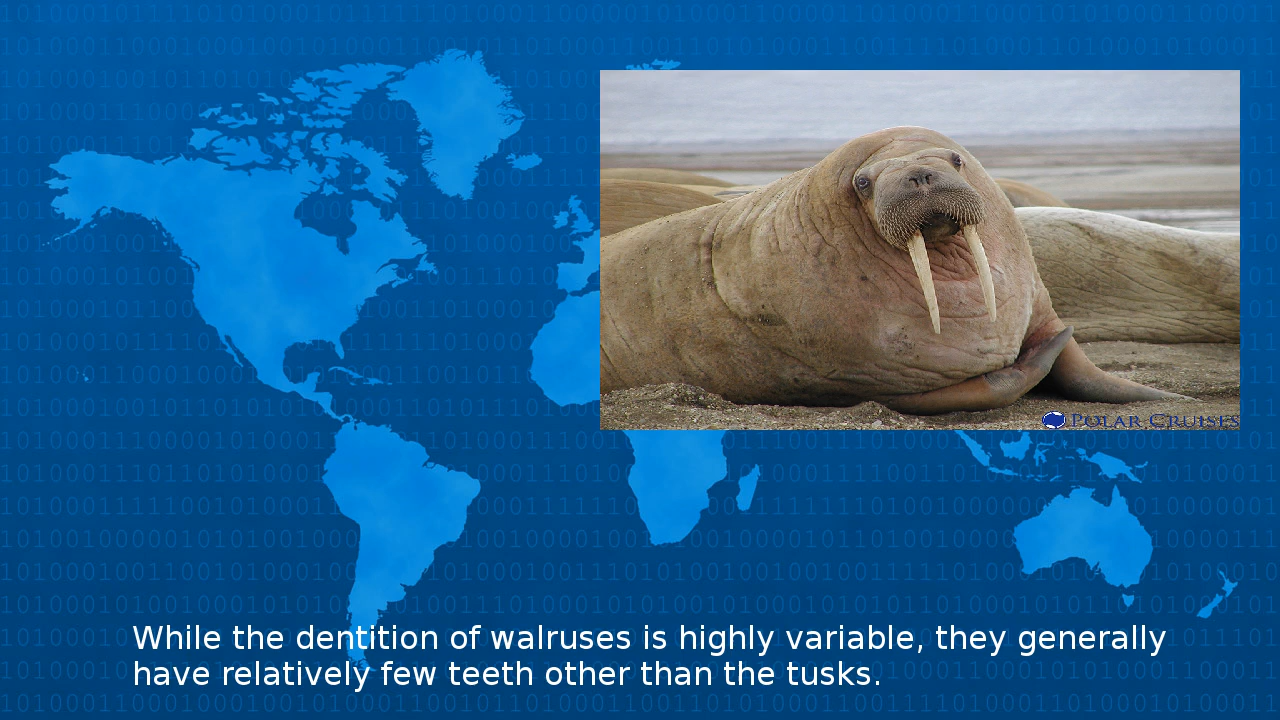 POLAR CRUISES
While the dentition of walruses is highly variable, they generally
have relatively few teeth other than the tusks.